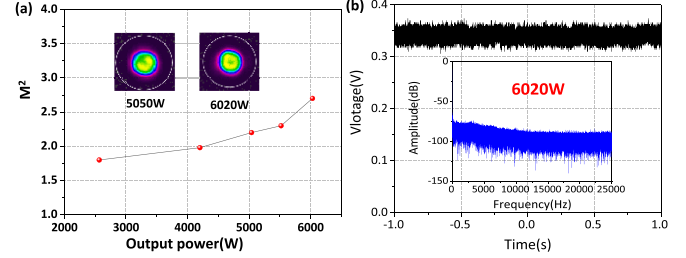 (a)
4.0
3.5
3.0
2.5
2.0
1.5
1.0
M²
5050W
6020W
2000
3000
4000
5000
6000
Output power(W)
(b)
0.4
0.3
0.2
0.1
0.0
Vlotage(V)
6020W
0
-50
-100
-150
Amplitude(dB)
0
5000
10000
15000
20000
25000
Frequency(Hz)
-1.0
-0.5
0.0
0.5
1.0
Time(s)